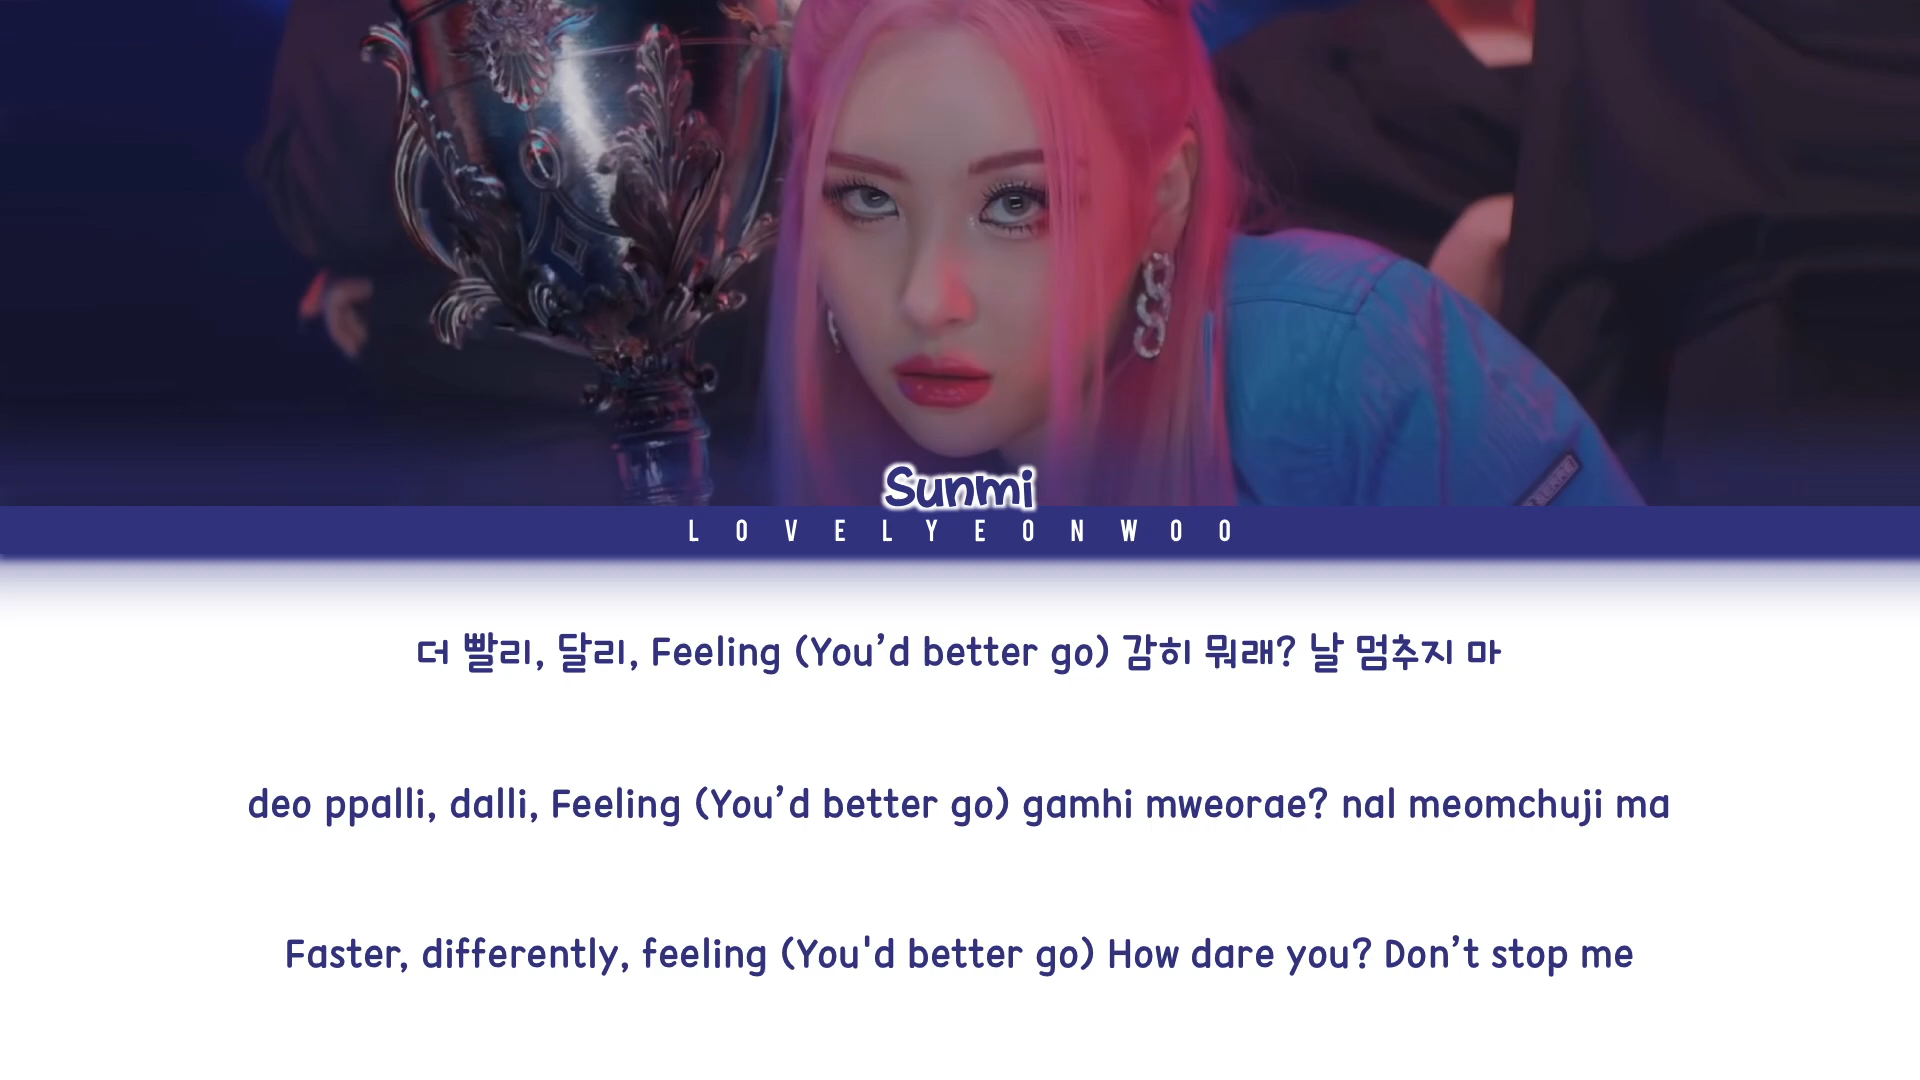 Sunmi
LOVELYEONWOO
더 빨리, 달리, Feeling (You’d better go) 감히 뭐래? 날 멈추지 마
deo ppalli, dalli, Feeling (You’d better go) gamhi mweorae? nal meomchuji ma
Faster, differently, feeling (You'd better go) How dare you? Don’t stop me